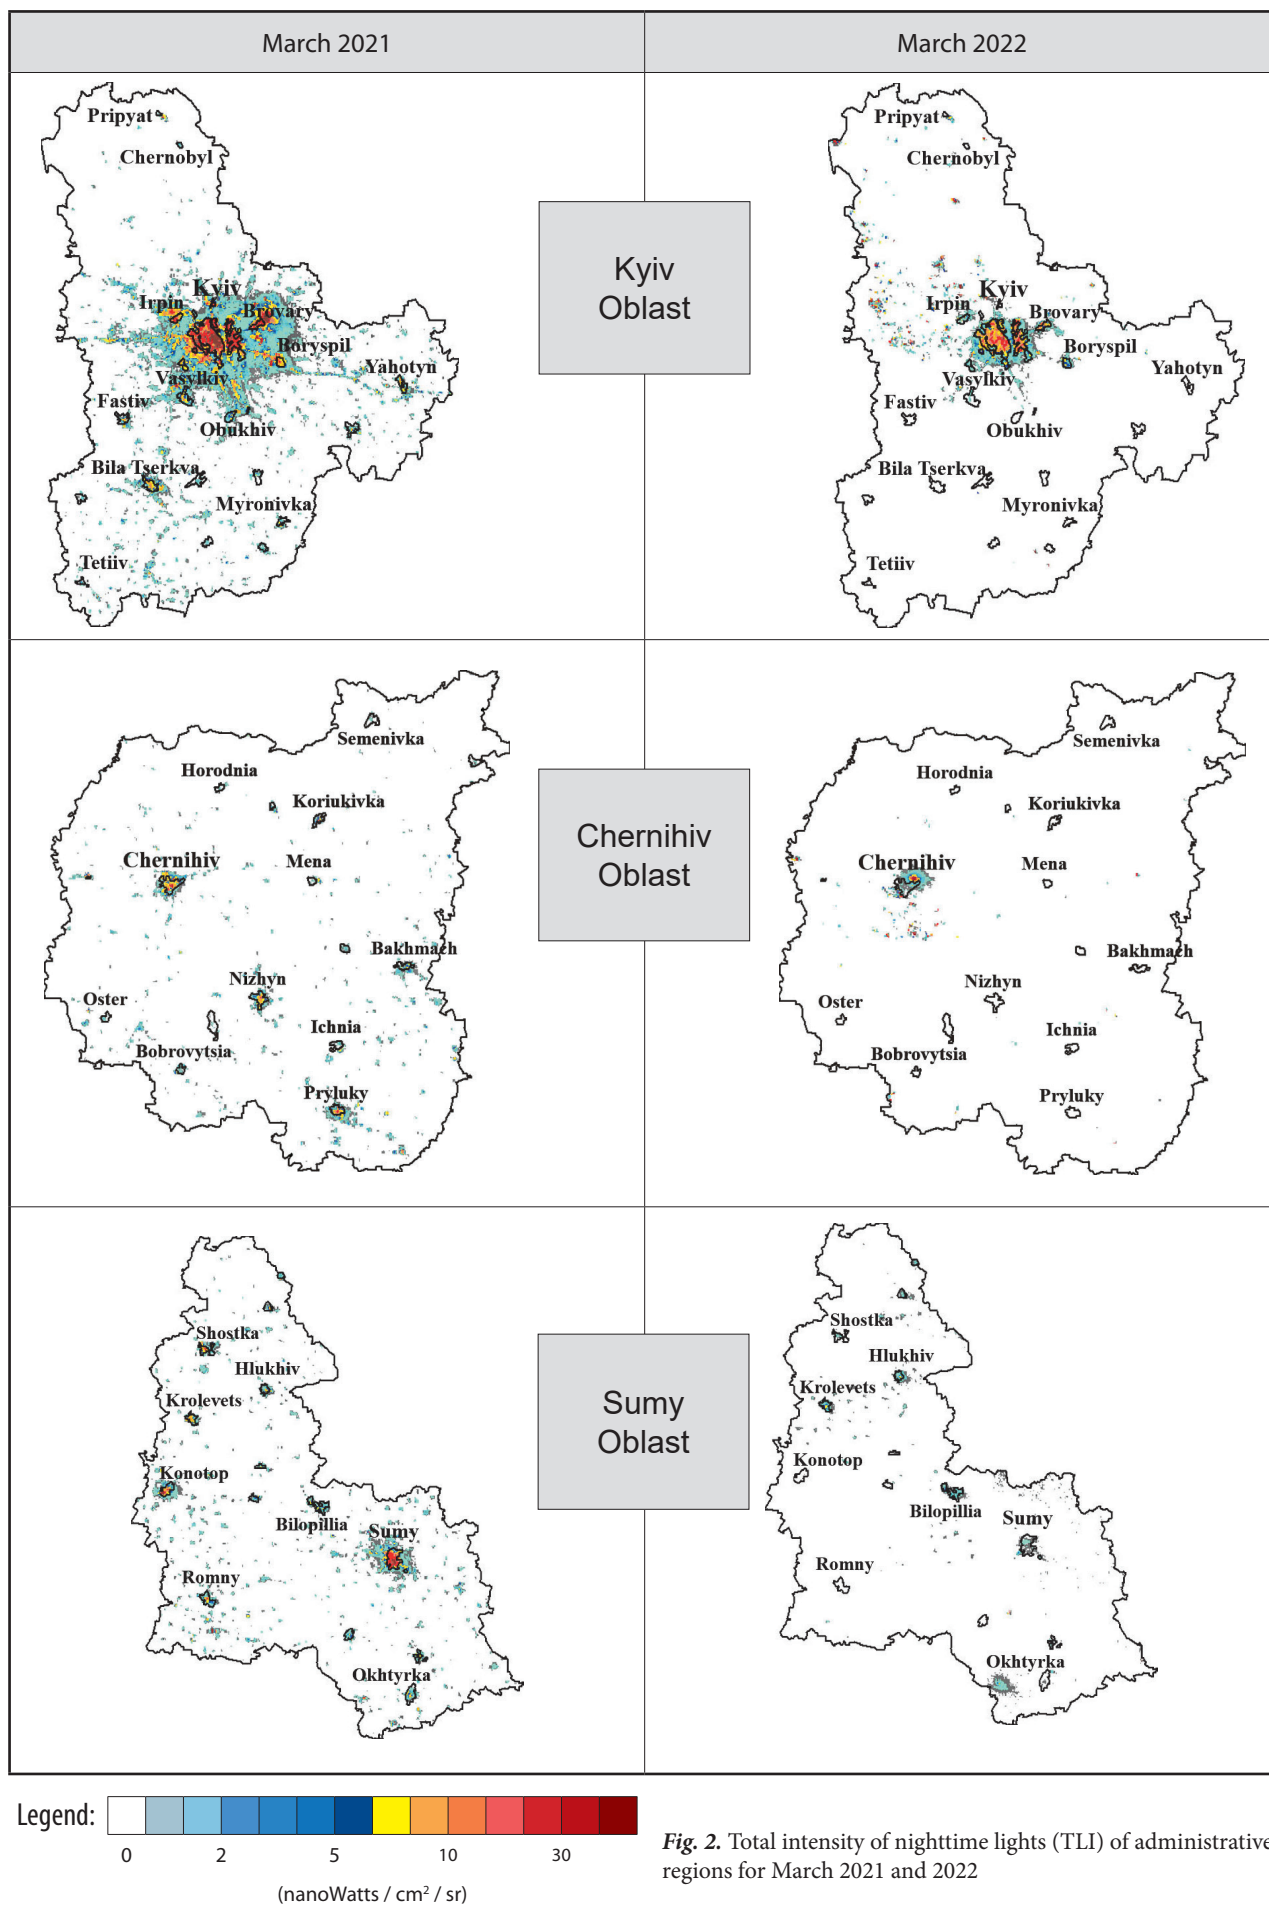 March 2021
March 2022
Pripyat
Chernobyl
Kyiv
Irpin
Brovary
Boryspil
Yahotyn
Vasylkiv
Fastiv
Obukhiv
Bila Tserkva
Myronivka
Tetiiv
Kyiv
Oblast
Pripyat
Chernobyl
Kyiv
Irpin
Brovary
Boryspil
Yahotyn
Vasylkiv
Fastiv
Obukhiv
Bila Tserkva
Myronivka
Tetiiv
Semenivka
Horodnia
Koriukivka
Chernihiv
Mena
Bakhmach
Nizhyn
Oster
Ichnia
Bobrovytsia
Pryluky
Chernihiv
Oblast
Semenivka
Horodnia
Koriukivka
Chernihiv
Mena
Bakhmach
Nizhyn
Oster
Ichnia
Bobrovytsia
Pryluky
Shostka
Hlukhiv
Krolevets
Konotop
Bilopillia
Sumy
Romny
Okhtyrka
Sumy
Oblast
Shostka
Hlukhiv
Krolevets
Konotop
Bilopillia
Sumy
Romny
Okhtyrka
Legend:
0 2 5 10 30
(nanoWatts / cm² / sr)
Fig. 2. Total intensity of nighttime lights (TLI) of administrative
regions for March 2021 and 2022